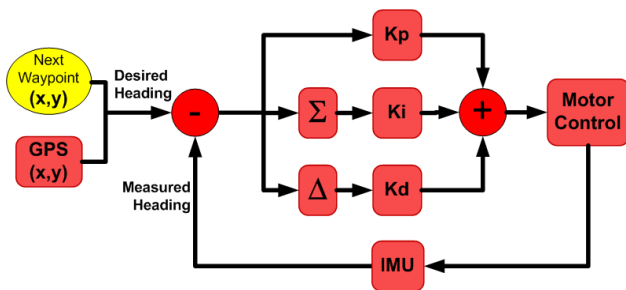 Next
Waypoint
(x,y)
GPS
(x,y)
Desired
Heading
-
Measured
Heading
Kp
Σ
Ki
Δ
Kd
+
Motor
Control
IMU